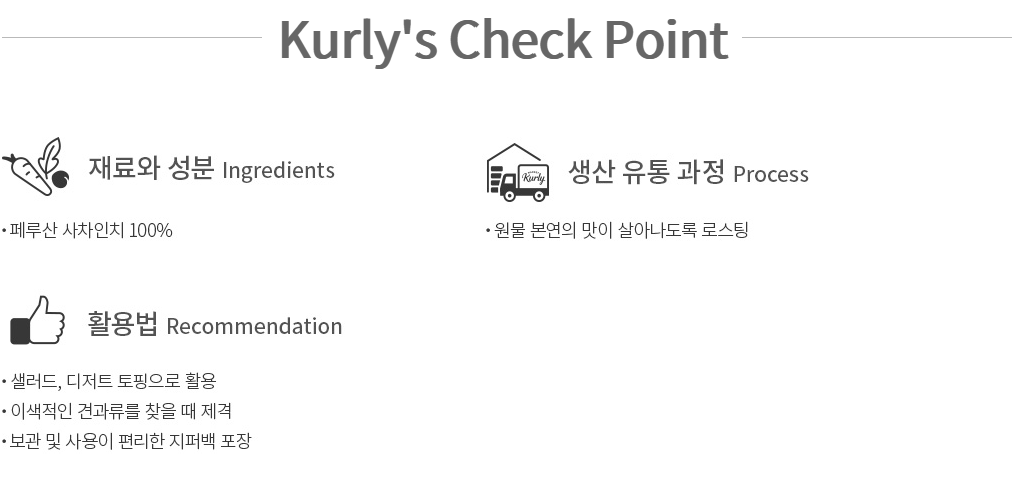 Kurly's Check Point
재료와 성분 Ingredients
• 페루산 사차인치 100%
Kurly
생산 유통 과정 Process
• 원물 본연의 맛이 살아나도록 로스팅
활용법 Recommendation
• 샐러드, 디저트 토핑으로 활용
• 이색적인 견과류를 찾을 때 제격
• 보관 및 사용이 편리한 지퍼백 포장